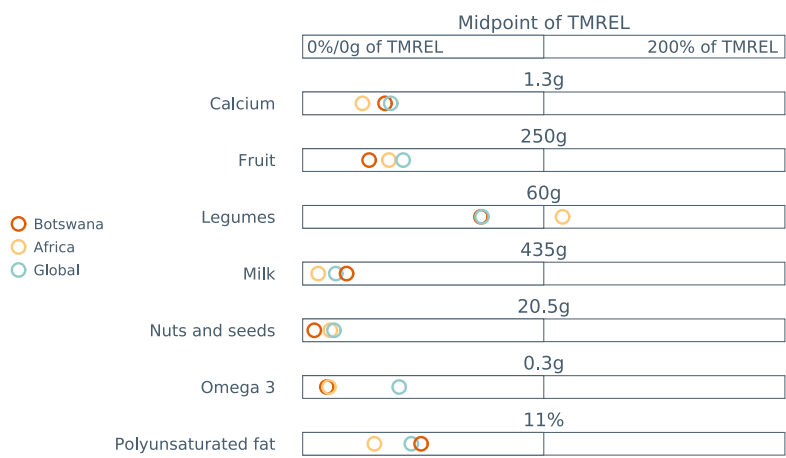 Midpoint of TMREL
0%/0g of TMREL
200% of TMREL
1.3g
Calcium
250g
Fruit
60g
Legumes
435g
Milk
20.5g
Nuts and seeds
0.3g
Omega 3
11%
Polyunsaturated fat
Botswana
Africa
Global